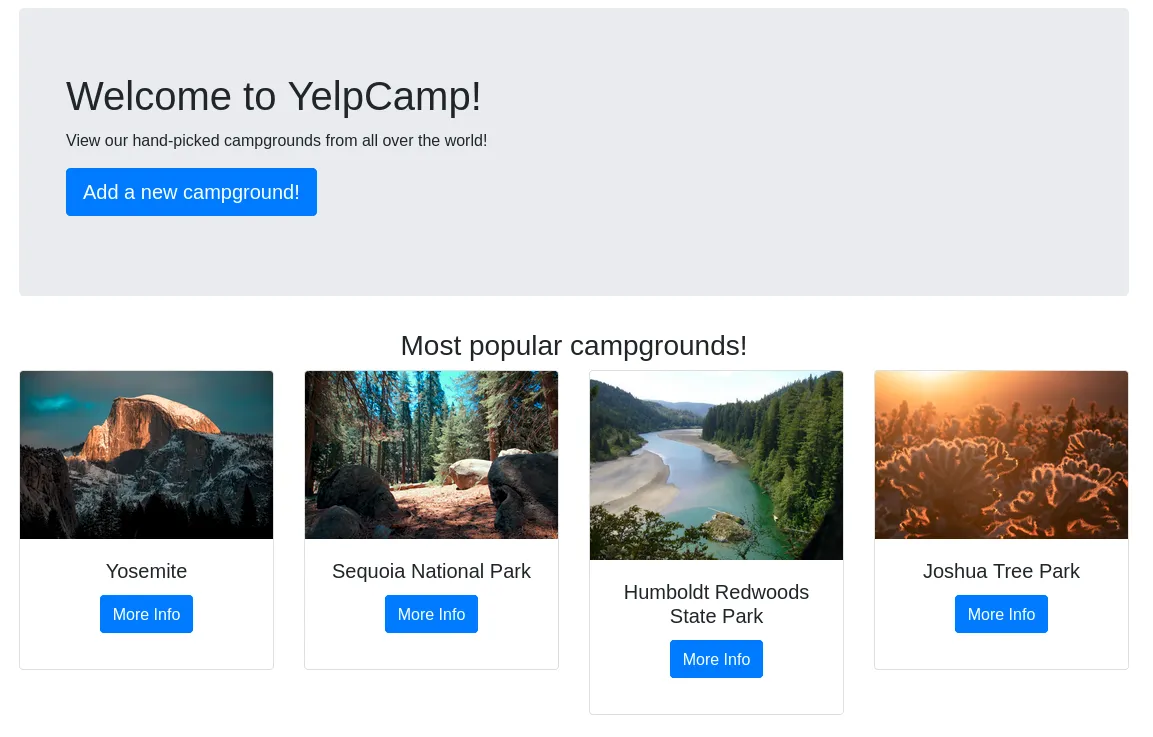 Welcome to YelpCamp!
View our hand-picked campgrounds from all over the world!
Add a new campground!
Most popular campgrounds!
Yosemite
More Info
Sequoia National Park
More Info
Humboldt Redwoods
State Park
More Info
Joshua Tree Park
More Info